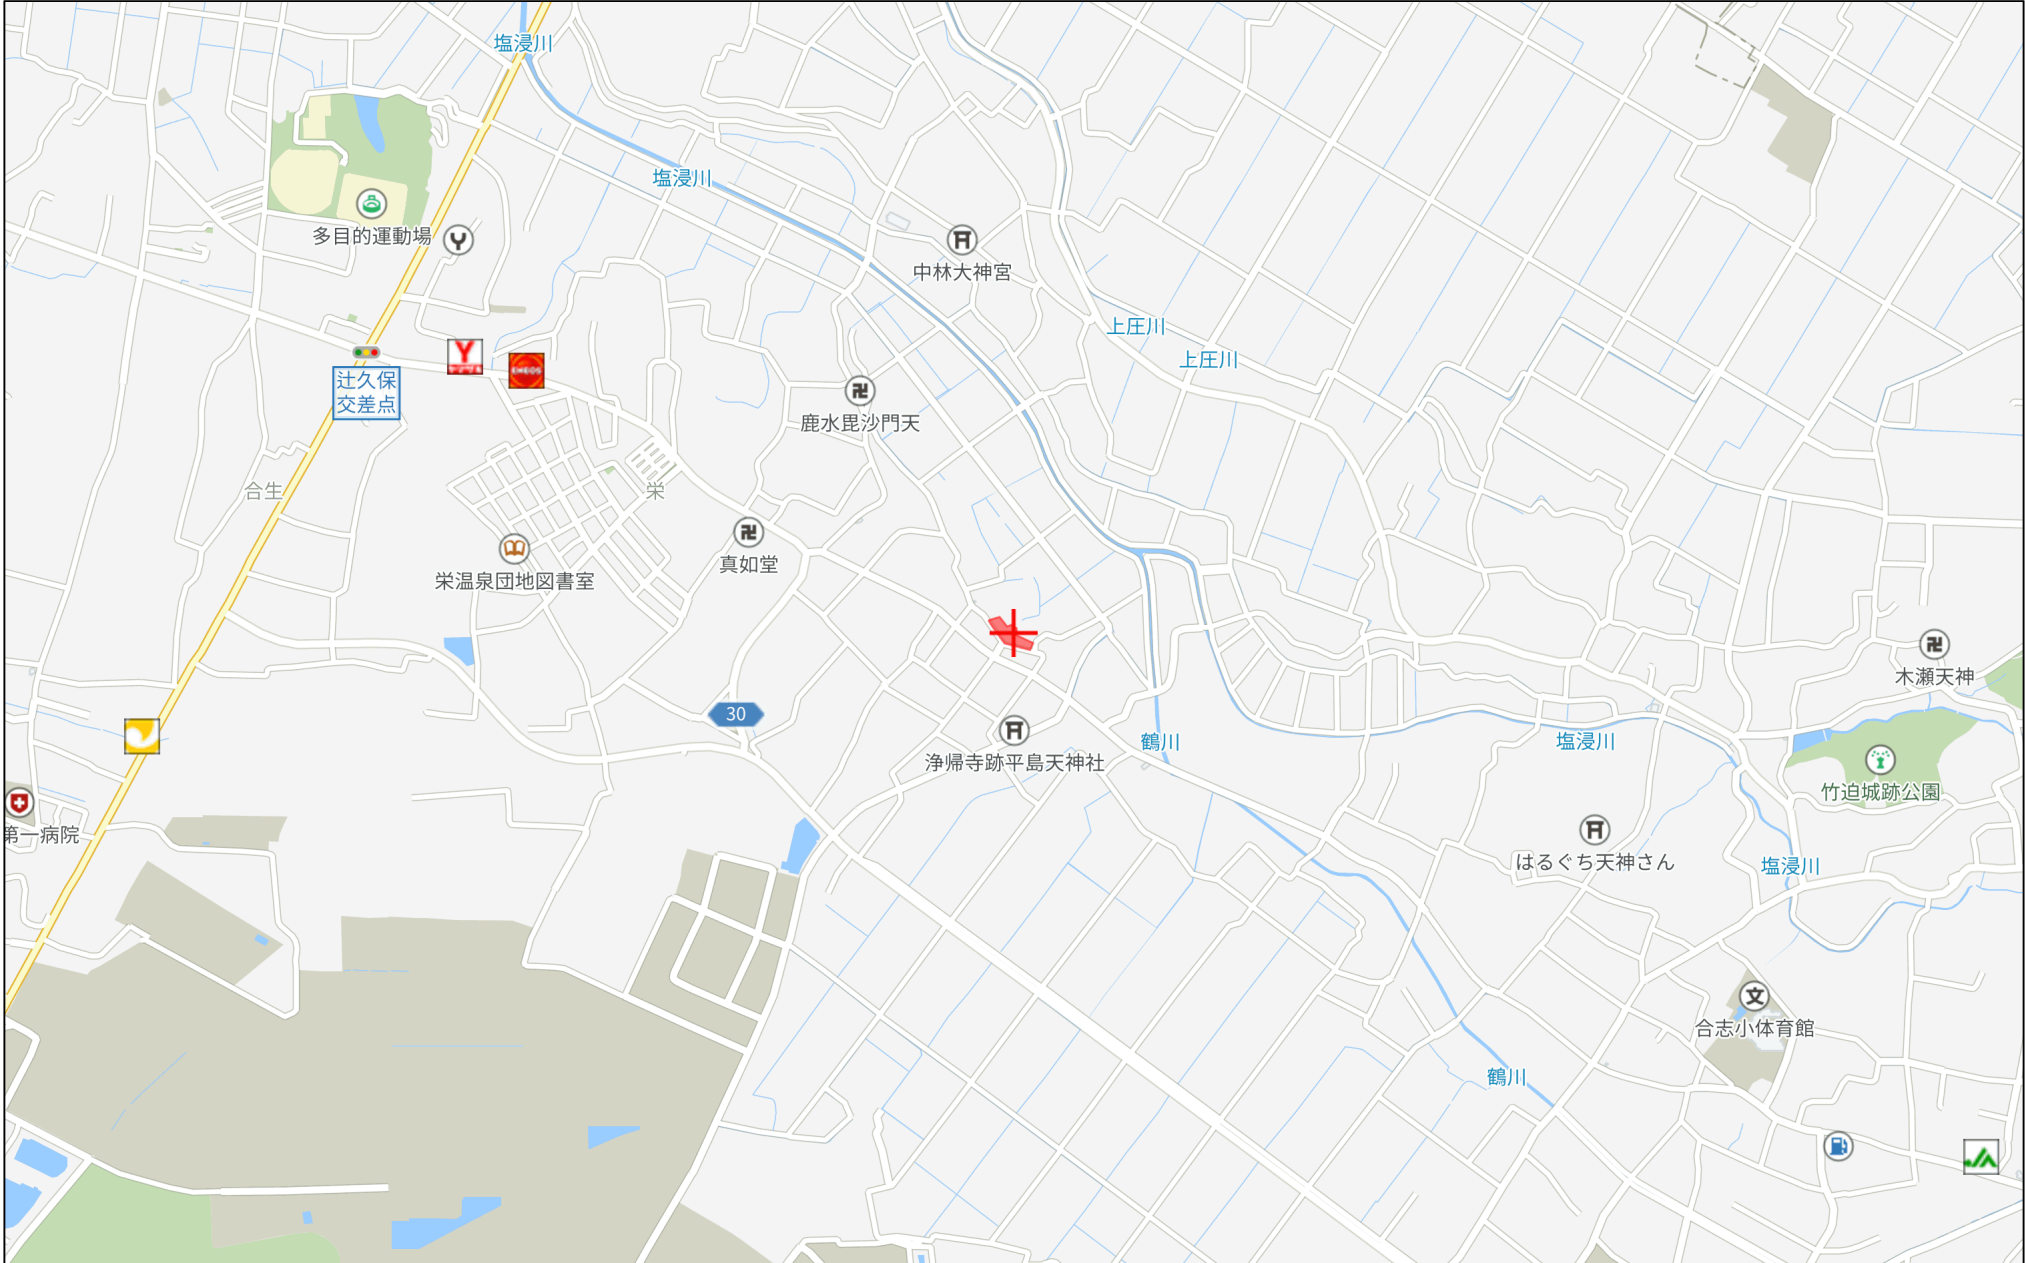 塩浸川
塩浸川
多目的運動場
中林大神宮
上圧川
上圧川
Y
ENEOS
辻久保
交差点
鹿水毘沙門天
合生
栄
真如堂
栄温泉団地図書室
木瀬天神
30
鶴川
塩浸川
浄帰寺跡平島天神社
竹迫城跡公園
第一病院
はるぐち天神さん
塩浸川
文
合志小体育館
鶴川